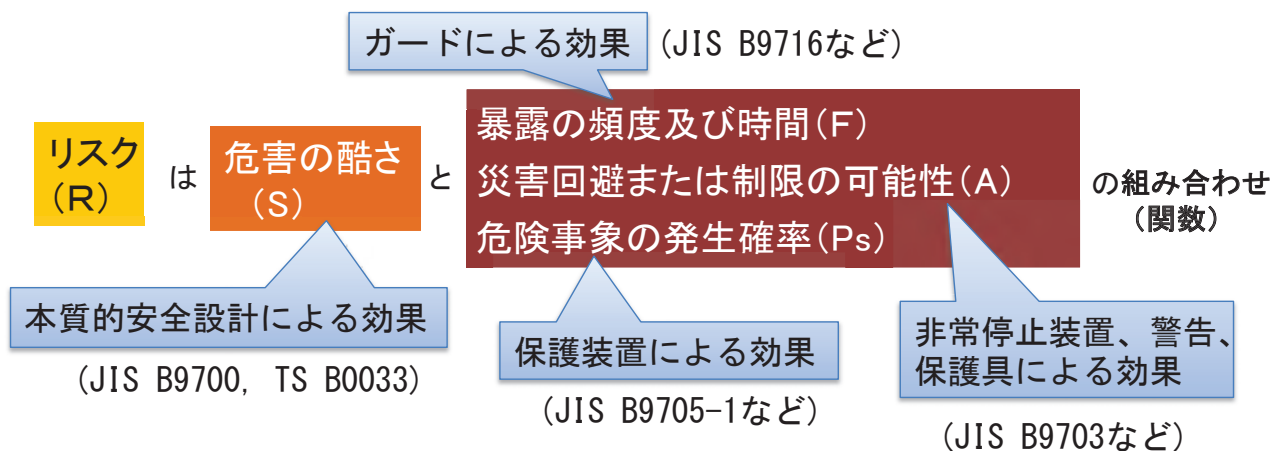 ガードによる効果 (JIS B9716など)
リスク
(R)
は
危害の酷さ
(S)
と
暴露の頻度及び時間(F)
災害回避または制限の可能性(A)
危険事象の発生確率(Ps)
の組み合わせ
(関数)
本質的安全設計による効果
(JIS B9700, TS B0033)
保護装置による効果
(JIS B9705-1など)
非常停止装置、警告、
保護具による効果
(JIS B9703など)